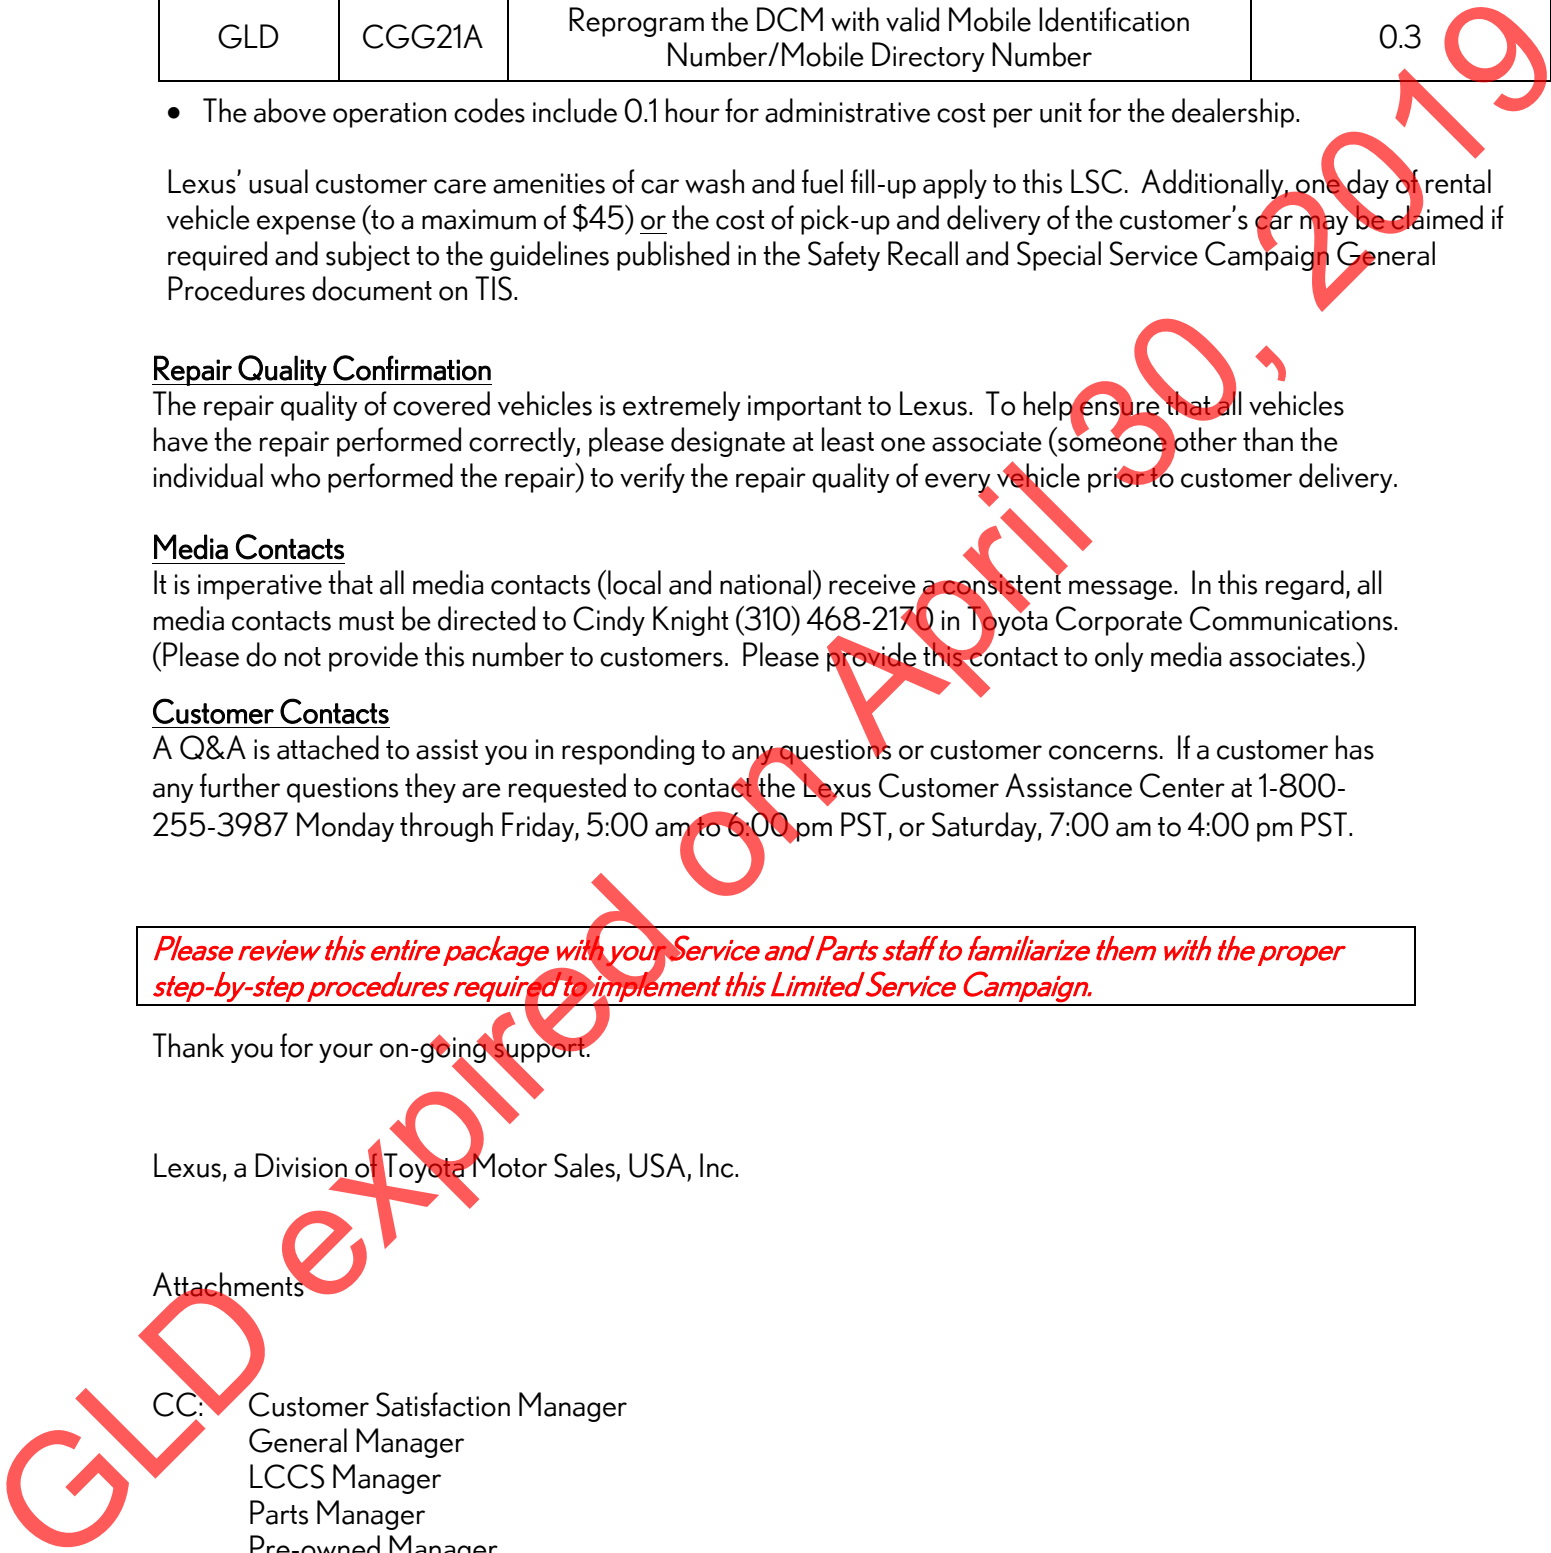 GLD CGG21A Reprogram the DCM with valid Mobile Identification Number/Mobile Directory Number 0.3
• The above operation codes include 0.1 hour for administrative cost per unit for the dealership.
Lexus’ usual customer care amenities of car wash and fuel fill-up apply to this LSC. Additionally, one day of rental
vehicle expense (to a maximum of $45) or the cost of pick-up and delivery of the customer’s car may be claimed if
required and subject to the guidelines published in the Safety Recall and Special Service Campaign General
Procedures document on TIS.
Repair Quality Confirmation
The repair quality of covered vehicles is extremely important to Lexus. To help ensure that all vehicles
have the repair performed correctly, please designate at least one associate (someone other than the
individual who performed the repair) to verify the repair quality of every vehicle prior to customer delivery.
Media Contacts
It is imperative that all media contacts (local and national) receive a consistent message. In this regard, all
media contacts must be directed to Cindy Knight (310) 468-2170 in Toyota Corporate Communications.
(Please do not provide this number to customers. Please provide this contact to only media associates.)
Customer Contacts
A Q&A is attached to assist you in responding to any questions or customer concerns. If a customer has
any further questions they are requested to contact the Lexus Customer Assistance Center at 1-800-
255-3987 Monday through Friday, 5:00 am to 6:00 pm PST, or Saturday, 7:00 am to 4:00 pm PST.
Please review this entire package with your Service and Parts staff to familiarize them with the proper
step-by-step procedures required to implement this Limited Service Campaign.
Thank you for your on-going support.
Lexus, a Division of Toyota Motor Sales, USA, Inc.
Attachments
CC: Customer Satisfaction Manager
General Manager
LCCS Manager
Parts Manager
Pre-owned Manager
GLD expired on April 30, 2019